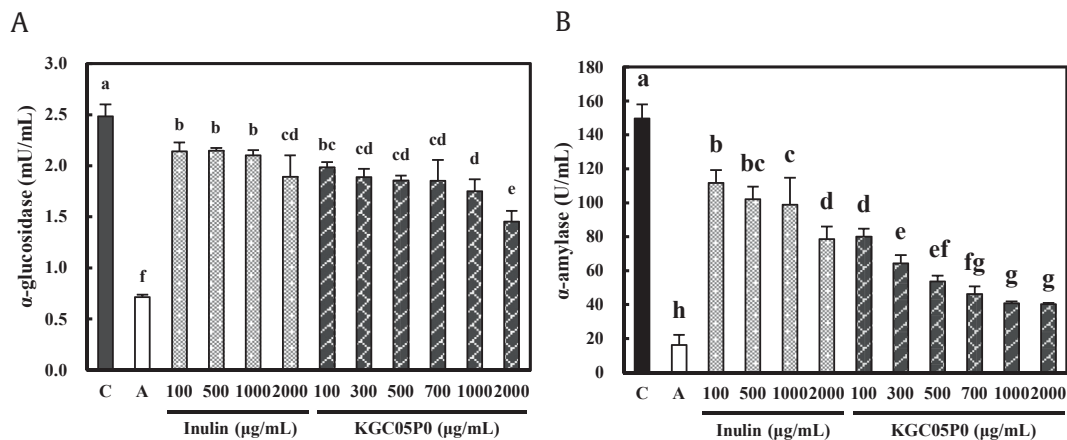 A
α-glucosidase (mU/mL)
3.0
2.5
2.0
1.5
1.0
0.5
0.0
a
f
b
b
b
cd
bc
cd
cd
cd
d
e
C A 100 500 1000 2000 100 300 500 700 1000 2000
Inulin (μg/mL) KGC05P0 (μg/mL)
B
α-amylase (U/mL)
180
160
140
120
100
80
60
40
20
0
a
h
b
bc
c
d
d
e
ef
fg
g
g
C A 100 500 1000 2000 100 300 500 700 1000 2000
Inulin (μg/mL) KGC05P0 (μg/mL)